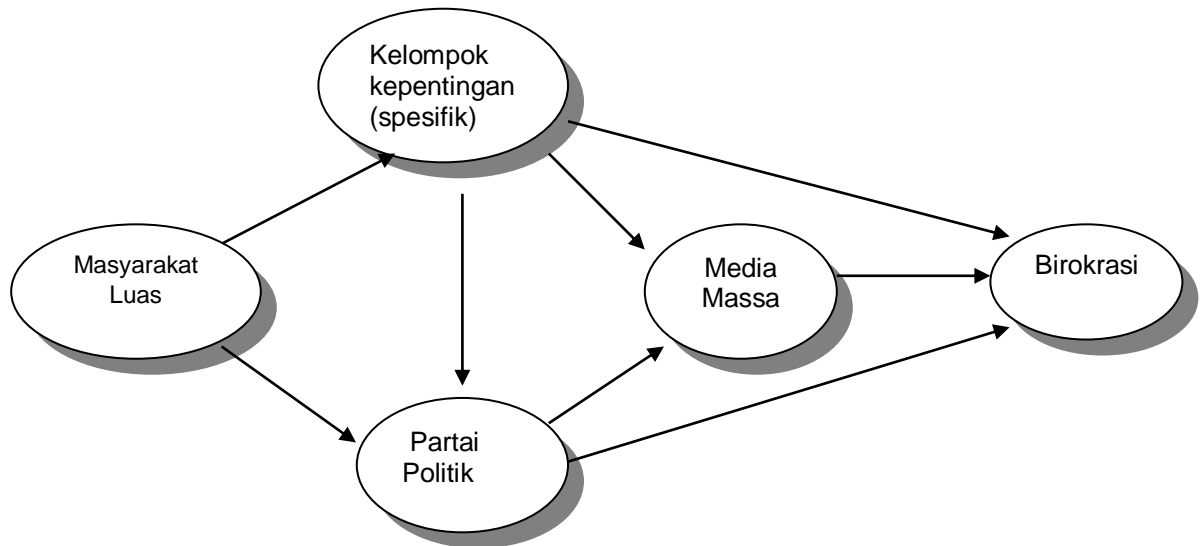 Kelompok
kepentingan
(spesifik)
Masyarakat
Luas
Media
Massa
Birokrasi
Partai
Politik